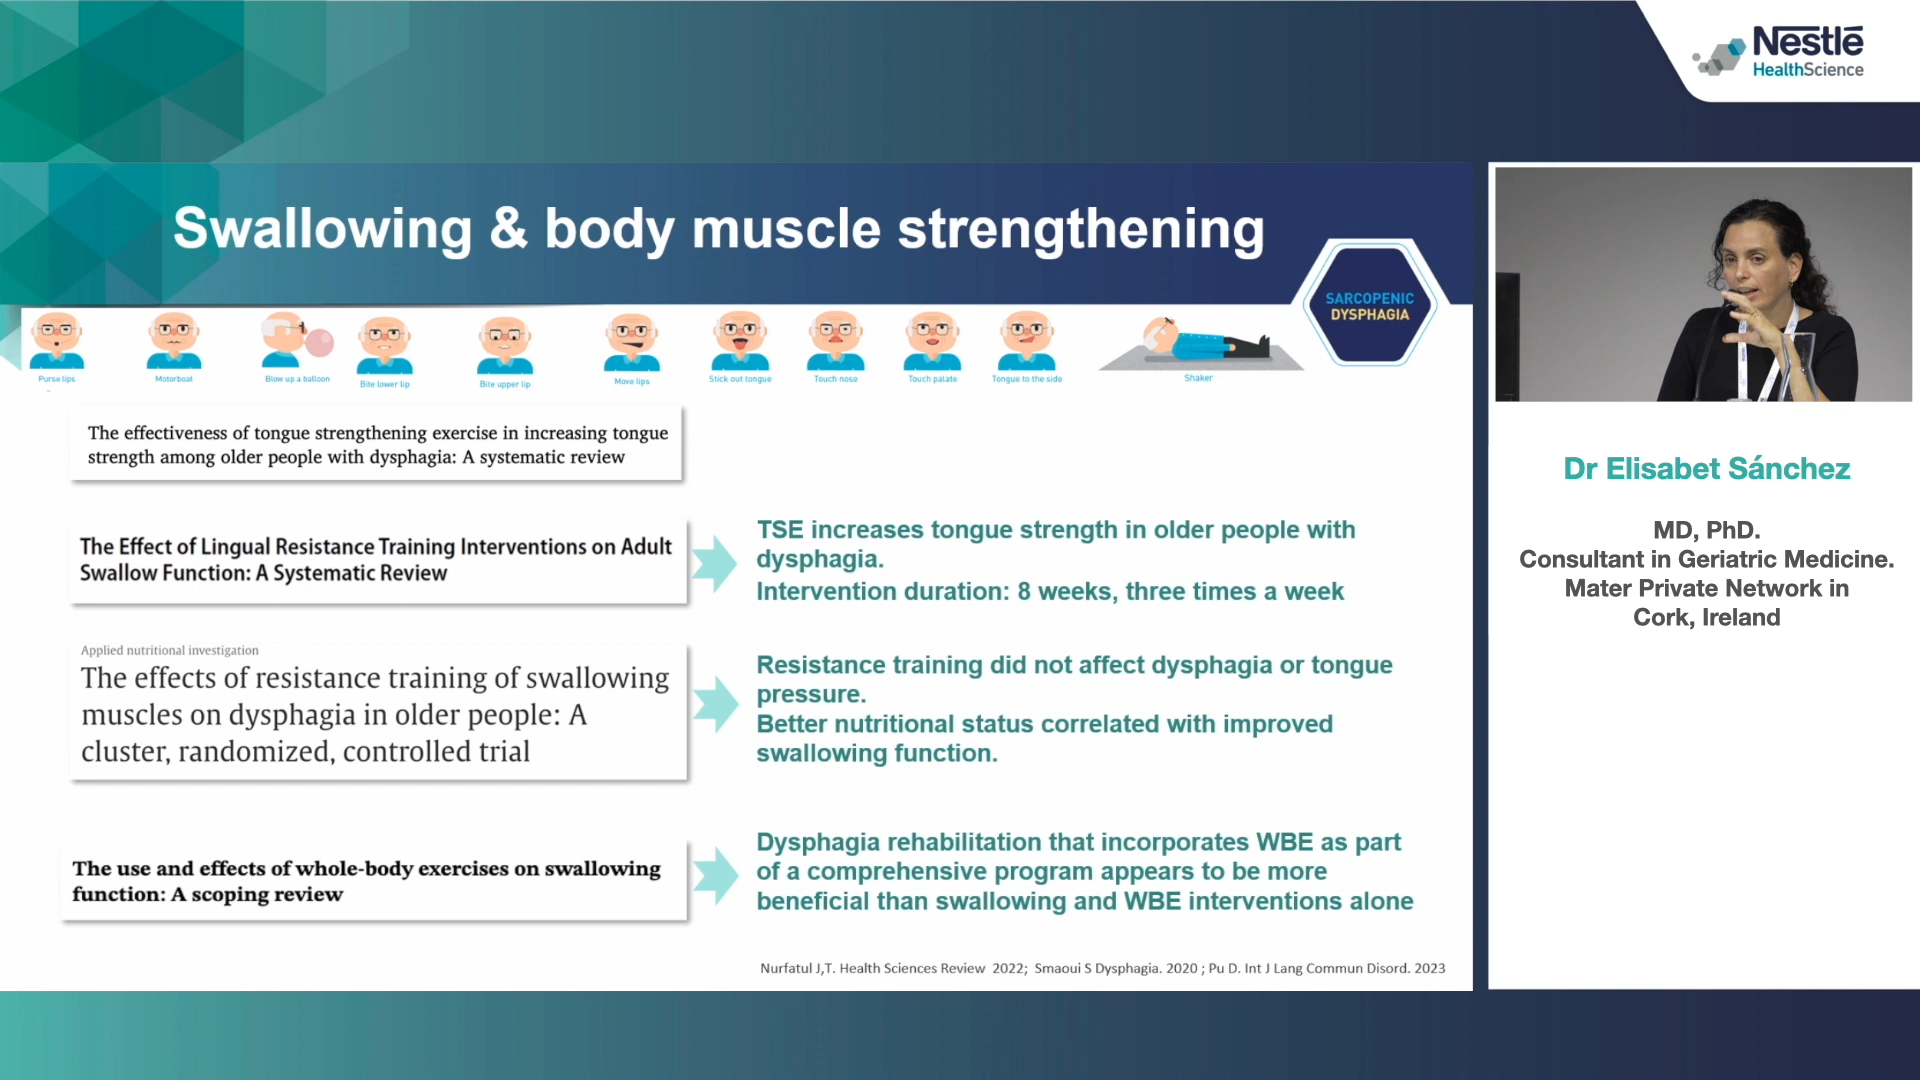 Nestlé
HealthScience
Swallowing & body muscle strengthening
SARCOPENIC
DYSPHAGIA
Purse lips
Motorboat
Blow up a balloon
Bite lower lip
Bite upper lip
Move lips
Stick out tongue
Touch nose
Touch palate
Tongue to the side
Shaker
The effectiveness of tongue strengthening exercise in increasing tongue
strength among older people with dysphagia: A systematic review
The Effect of Lingual Resistance Training Interventions on Adult
Swallow Function: A Systematic Review
TSE increases tongue strength in older people with
dysphagia.
Intervention duration: 8 weeks, three times a week
Applied nutritional investigation
The effects of resistance training of swallowing
muscles on dysphagia in older people: A
cluster, randomized, controlled trial
Resistance training did not affect dysphagia or tongue
pressure.
Better nutritional status correlated with improved
swallowing function.
The use and effects of whole-body exercises on swallowing
function: A scoping review
Dysphagia rehabilitation that incorporates WBE as part
of a comprehensive program appears to be more
beneficial than swallowing and WBE interventions alone
Nurfatul J,T. Health Sciences Review 2022; Smaoui S Dysphagia. 2020 ; Pu D. Int J Lang Commun Disord. 2023
Dr Elisabet Sánchez
MD, PhD.
Consultant in Geriatric Medicine.
Mater Private Network in
Cork, Ireland